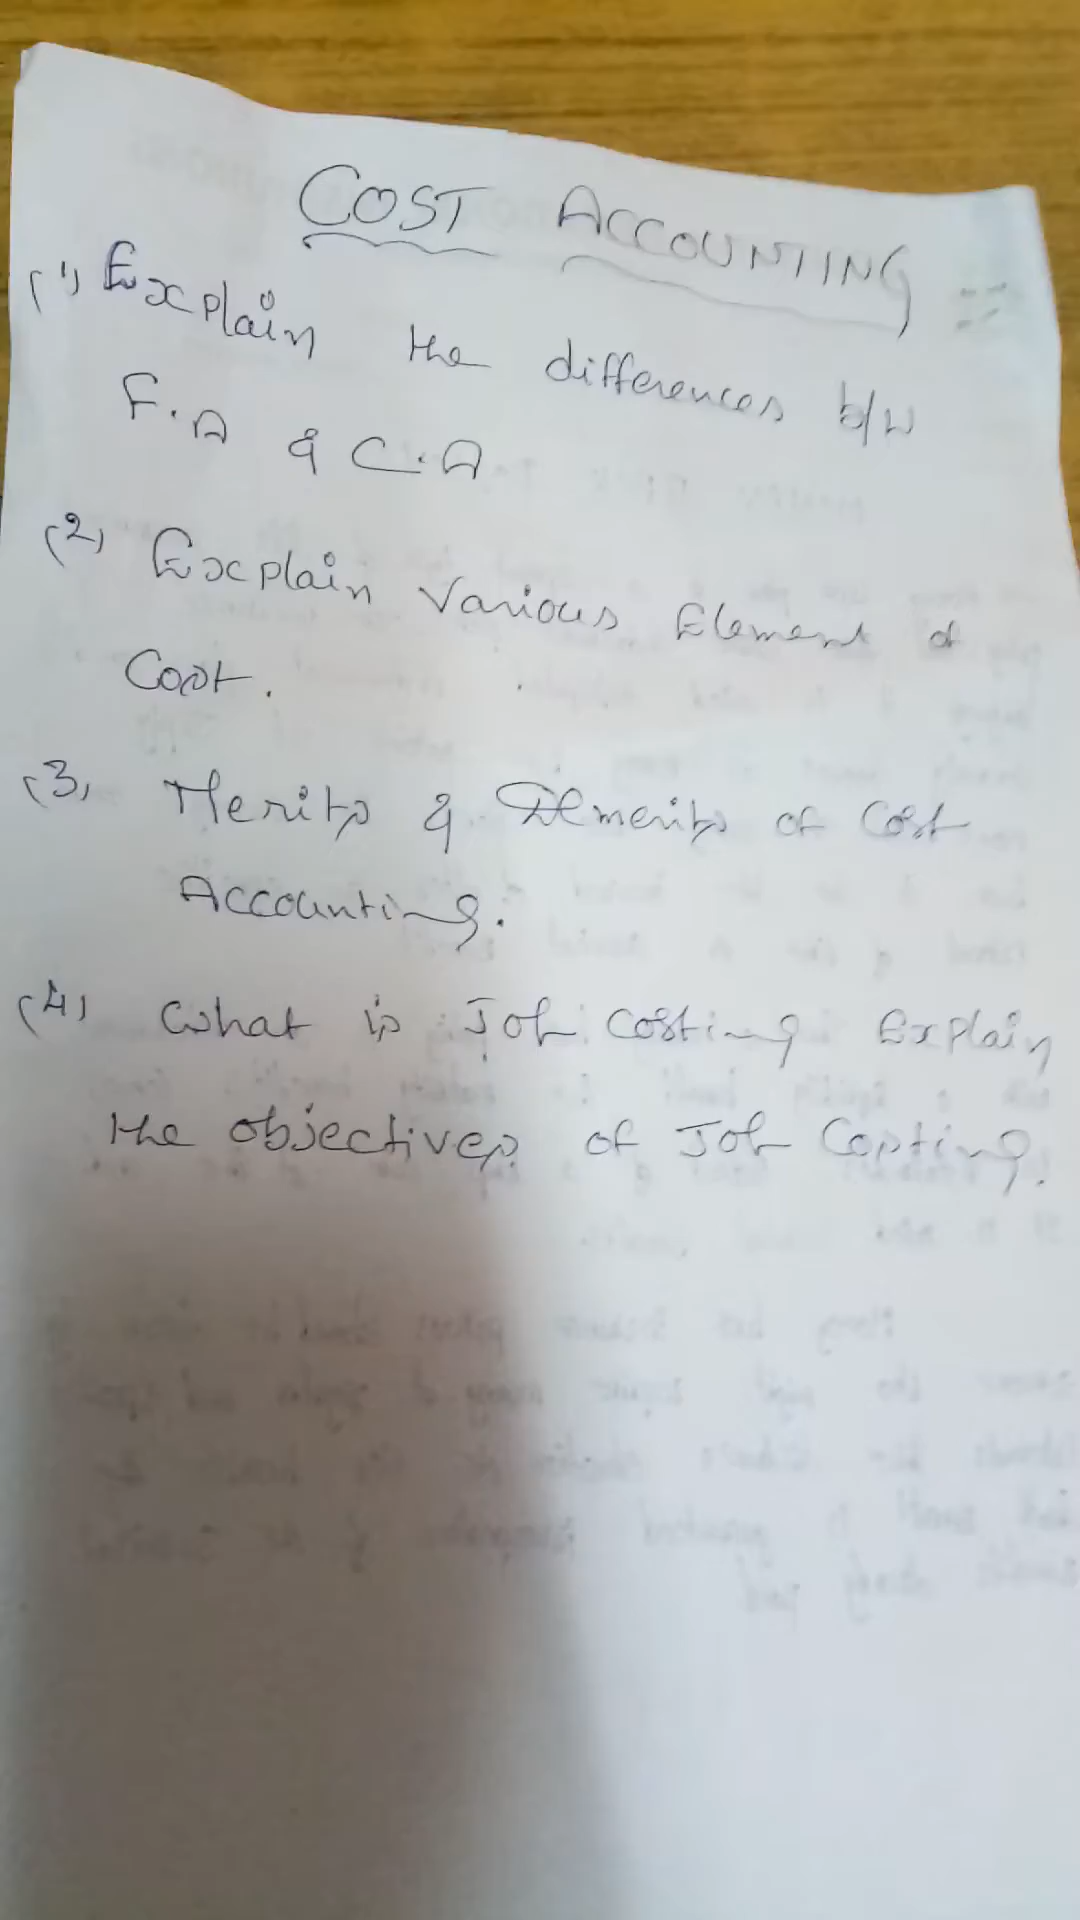 COST ACCOUNTING :-
(1) Explain the differences b/w
F.A & C.A
(2) Explain Various Element of
Cost.
(3) Merits & Demerits of Cost
Accounting.
(4) What is Job Costing Explain
the objectives of Job Costing.